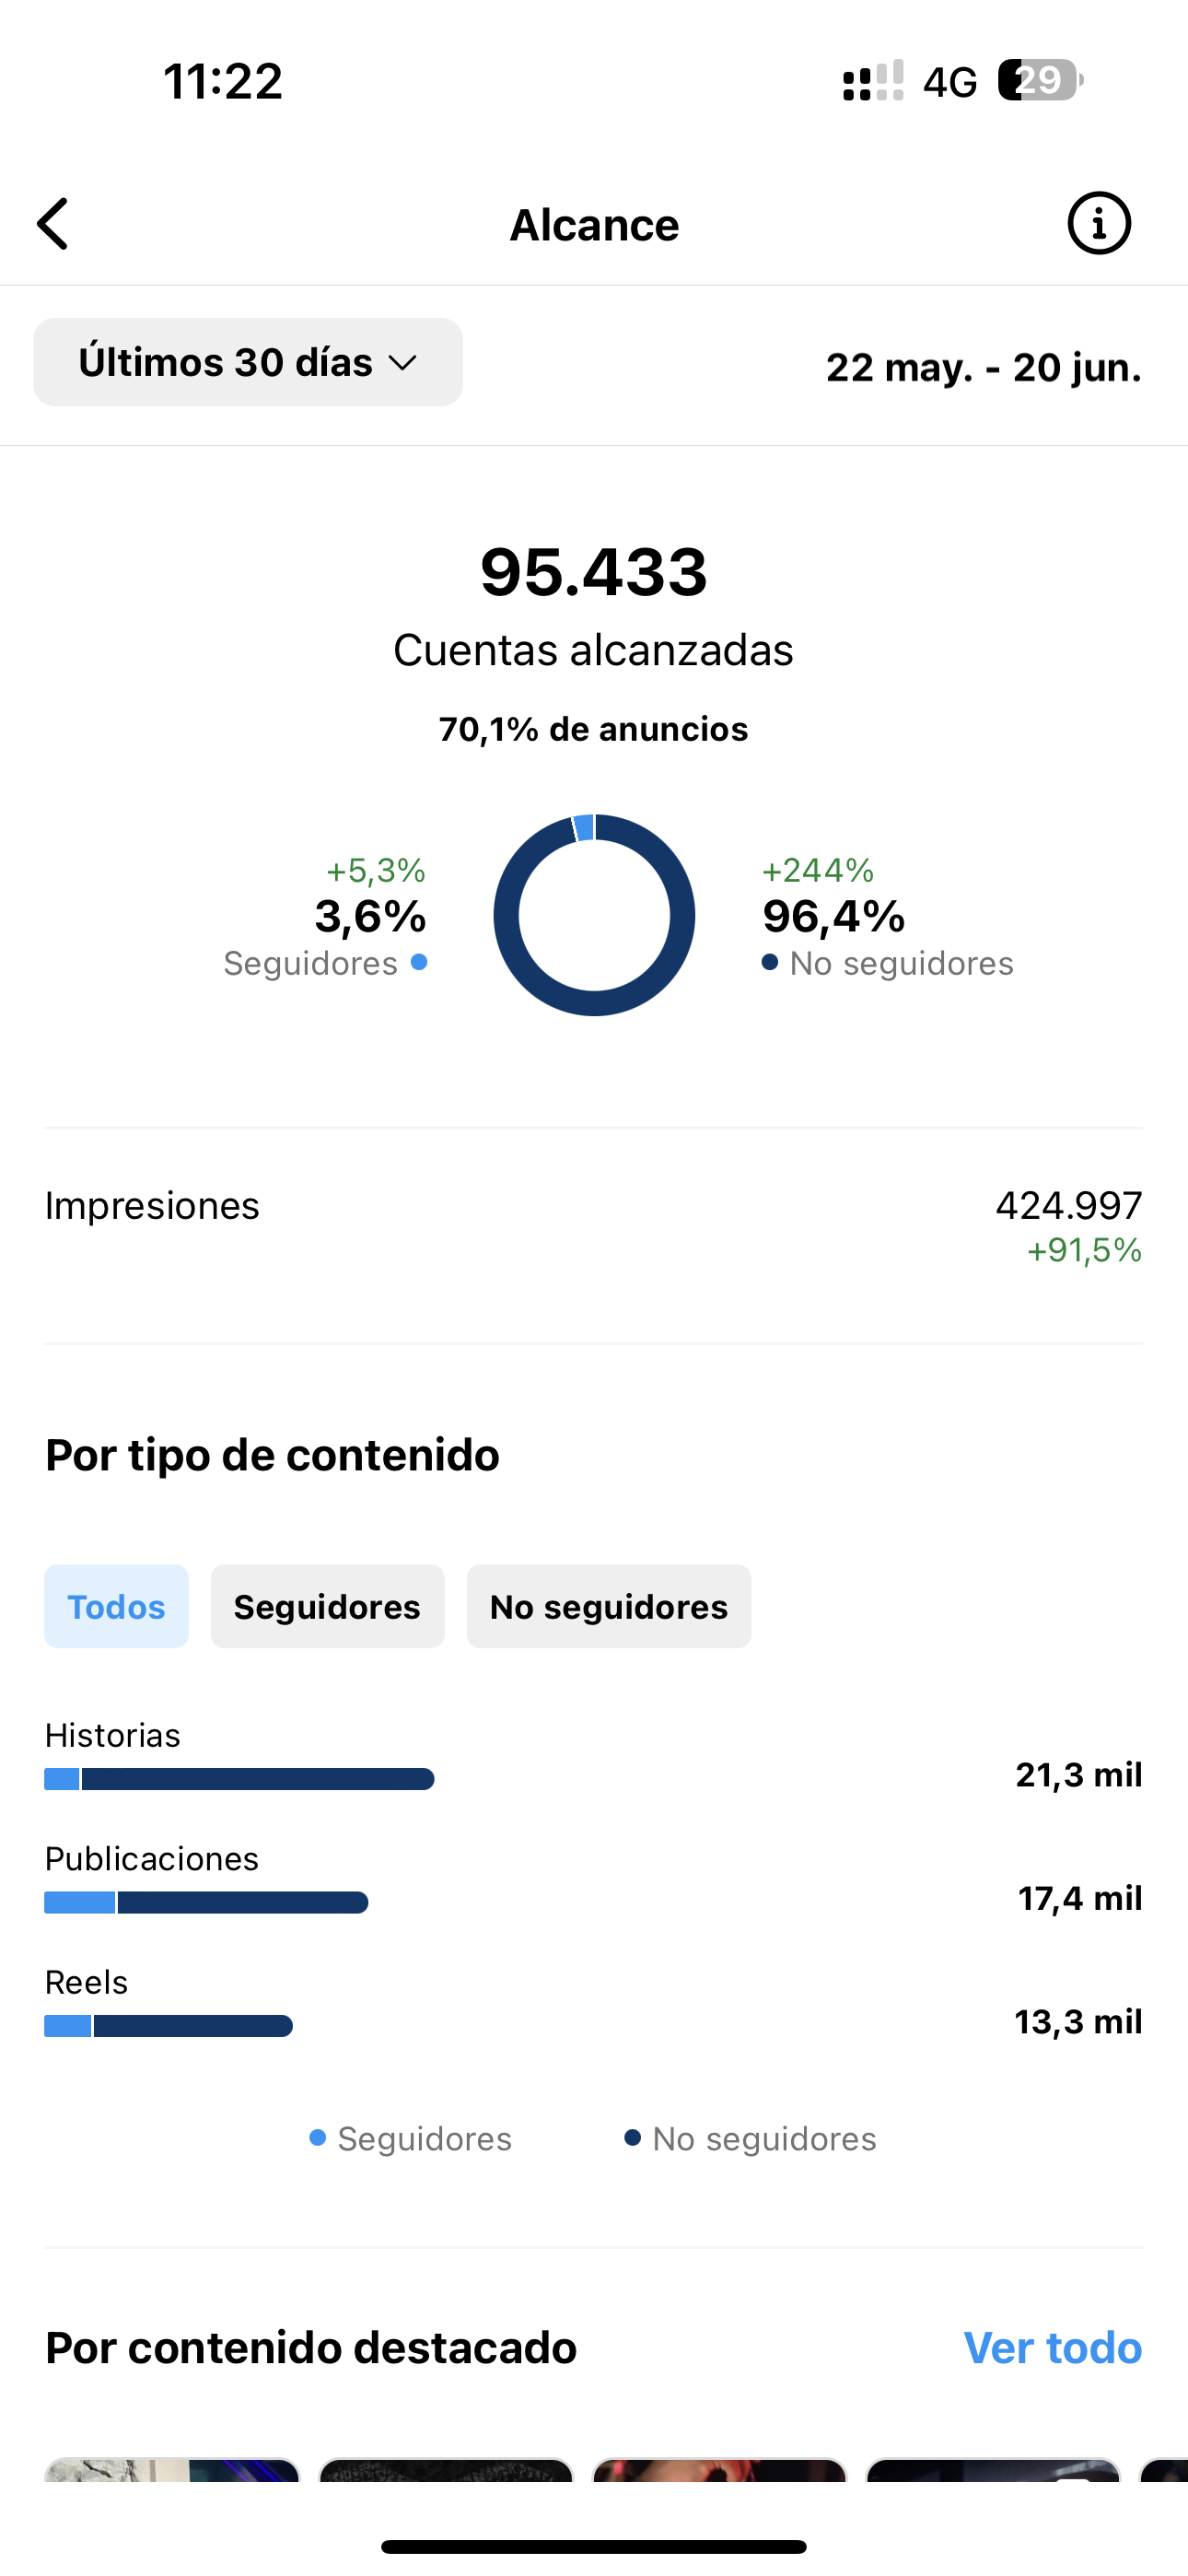 11:22
4G
29
Alcance
Últimos 30 días
22 may. - 20 jun.
95.433
Cuentas alcanzadas
70,1% de anuncios
+5,3%
3,6%
Seguidores
+244%
96,4%
No seguidores
Impresiones
424.997
+91,5%
Por tipo de contenido
Todos
Seguidores
No seguidores
Historias
21,3 mil
Publicaciones
17,4 mil
Reels
13,3 mil
Seguidores
No seguidores
Por contenido destacado
Ver todo